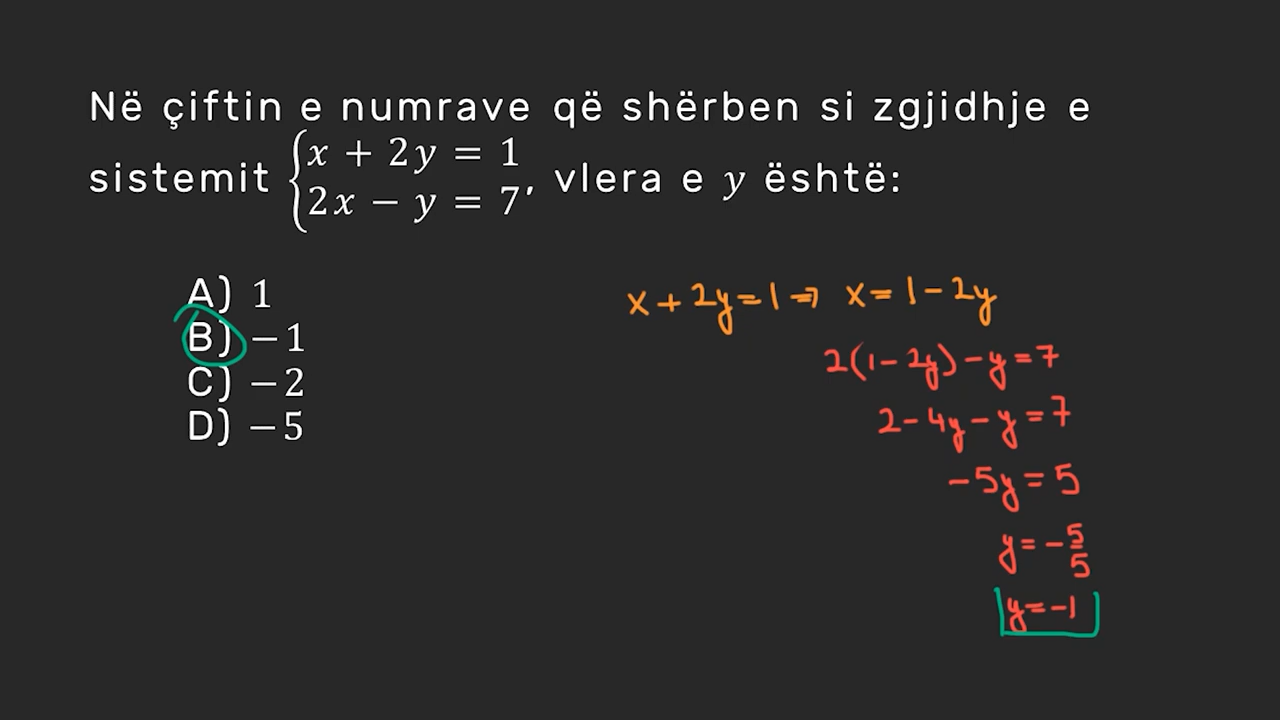 Në çiftin e numrave që shërben si zgjidhje e
sistemit {x + 2y = 1
2x − y = 7, vlera e y është:
A) 1
B) −1
C) −2
D) −5
x + 2y = 1 ⇒ x = 1 − 2y
2(1 − 2y) − y = 7
2 − 4y − y = 7
−5y = 5
y = −5/5
y = −1